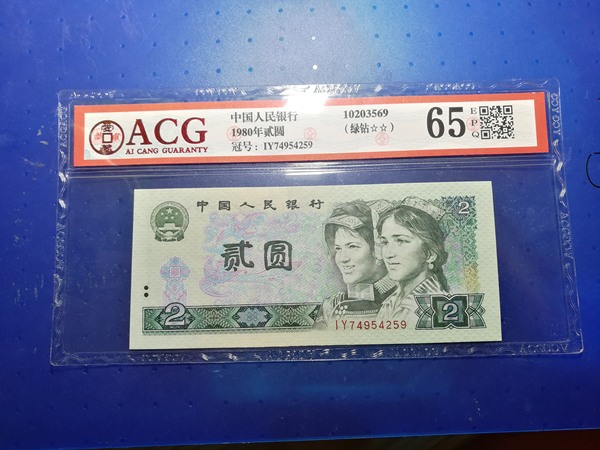 ACG
AI CANG GUARANTY
中国人民银行
1980年贰圆
冠号：IY74954259
10203569
（绿钻☆☆）
65
EPQ
中国人民银行
贰圆
2
2
2
IY74954259